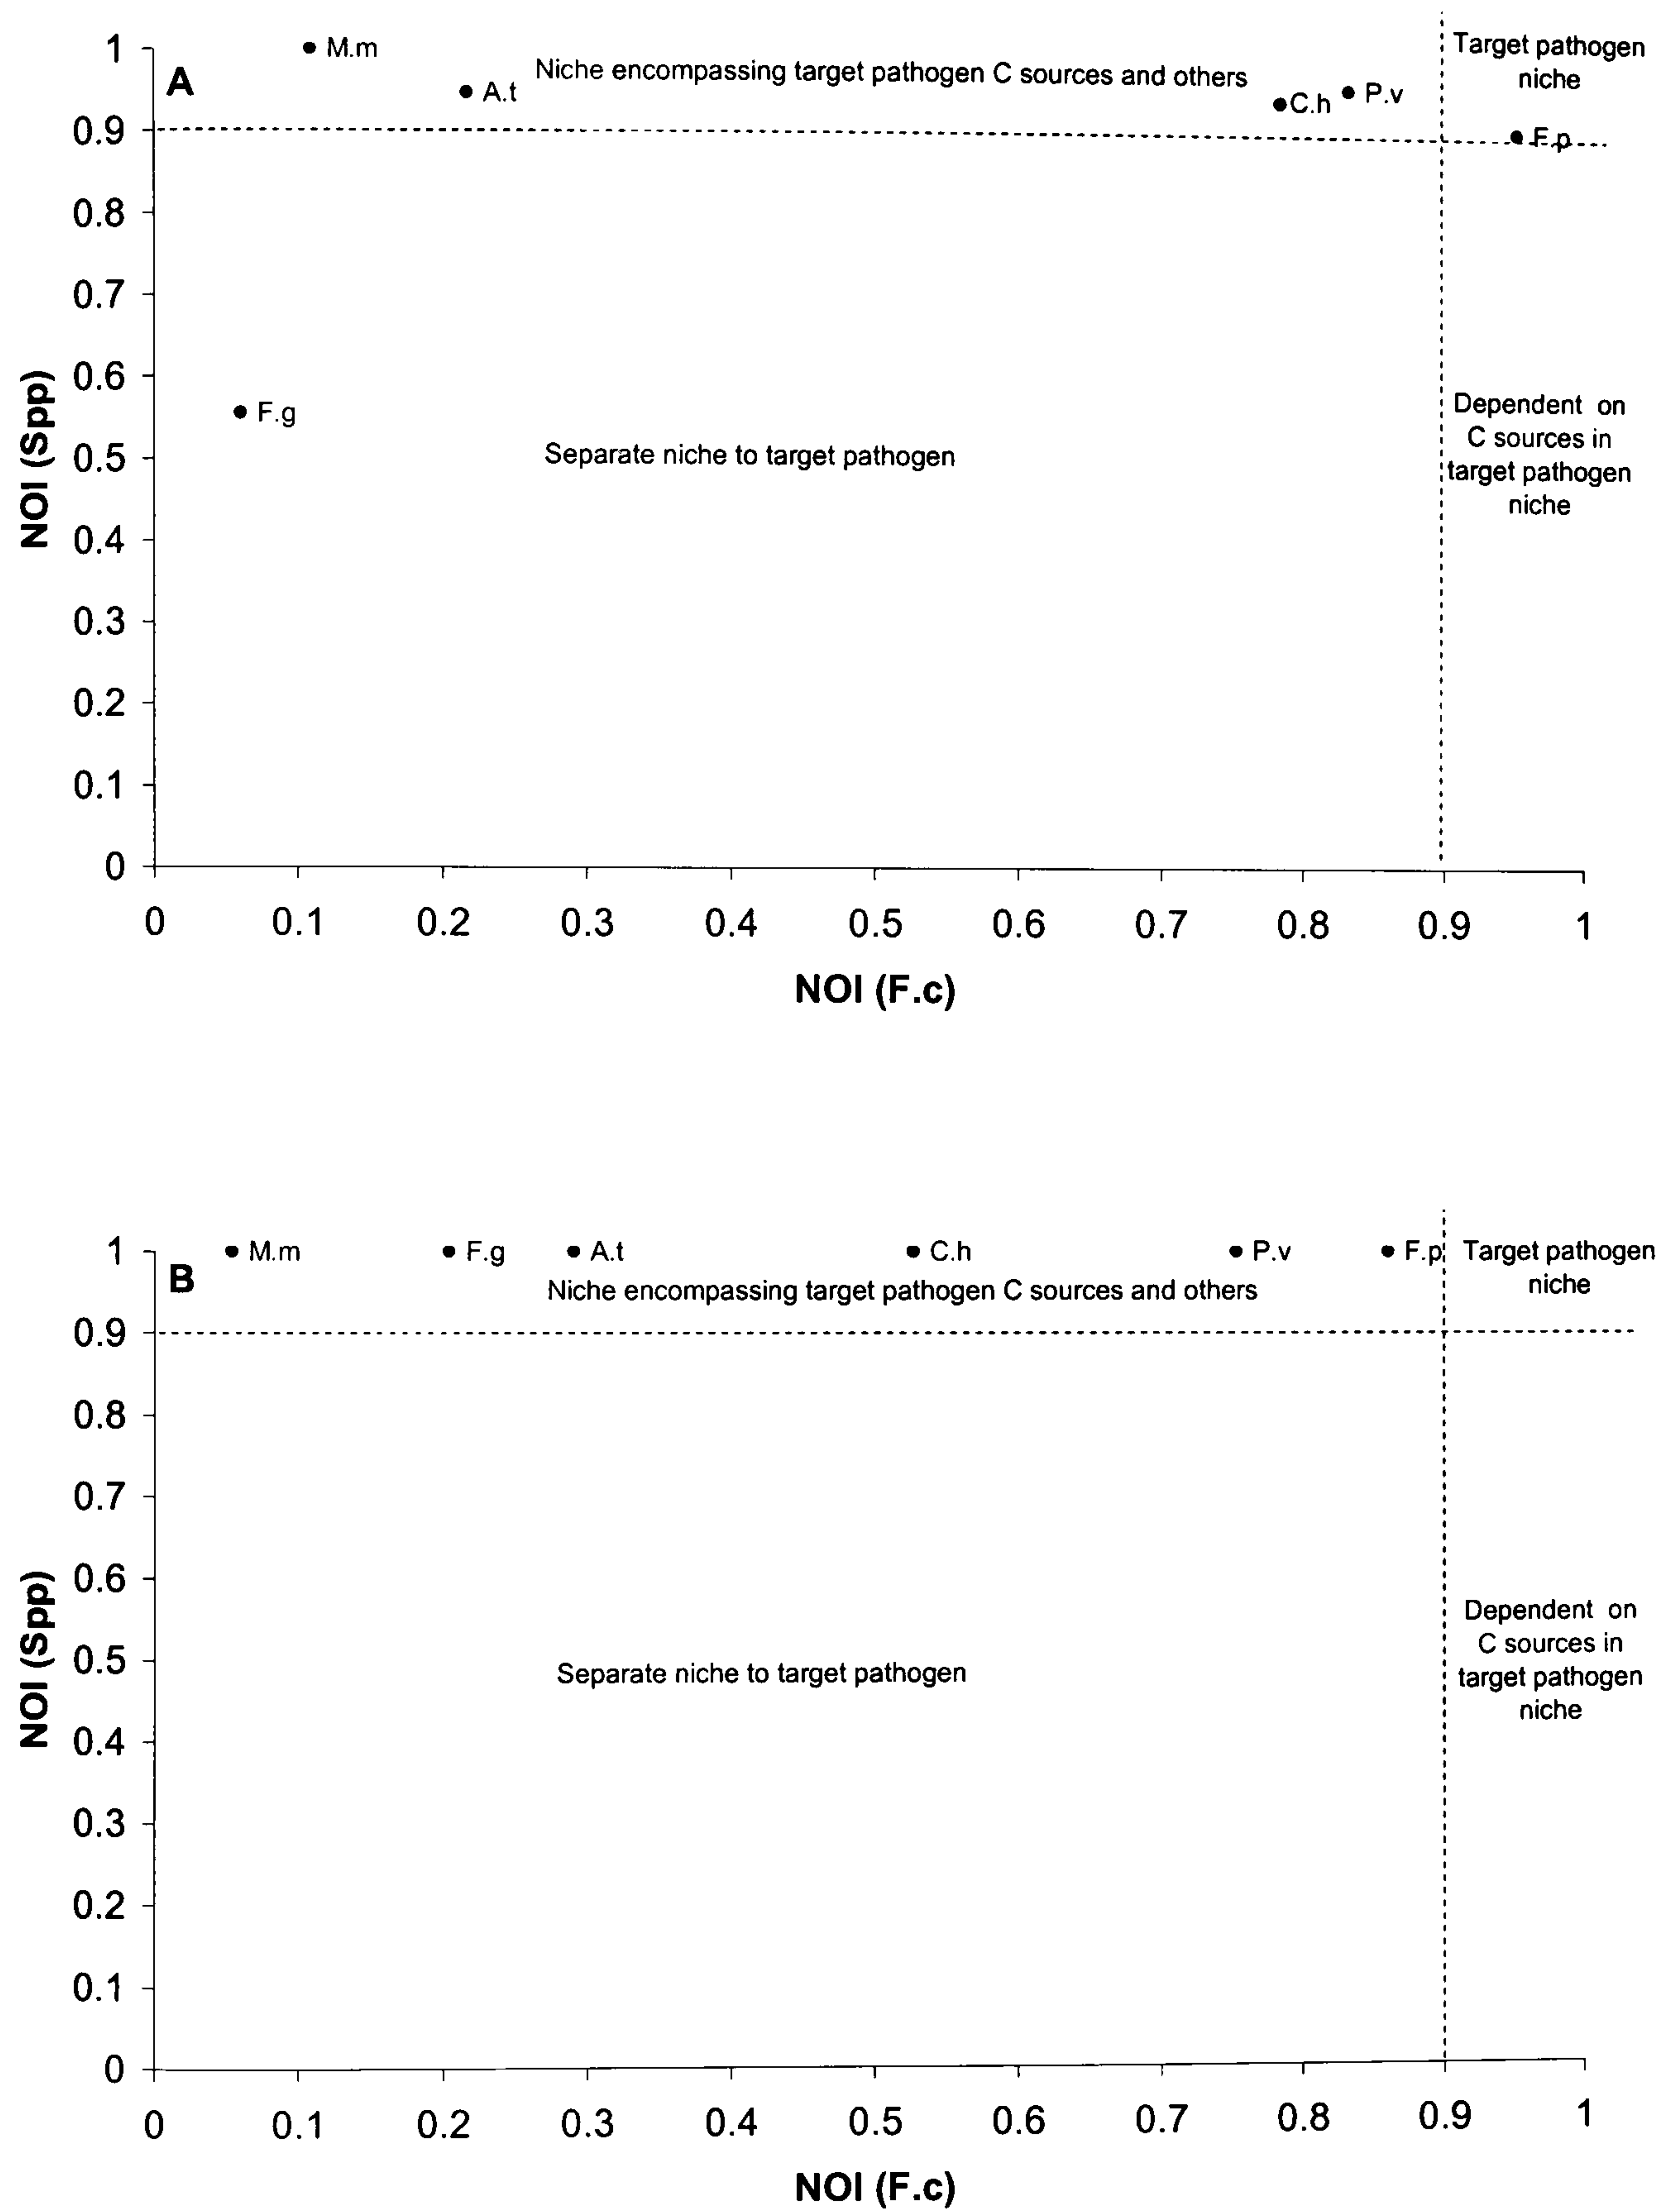 A
1
0.9
0.8
0.7
0.6
0.5
0.4
0.3
0.2
0.1
0
NOI (Spp)
M.m
A.t
Niche encompassing target pathogen C sources and others
C.h
P.v
Target pathogen
niche
F.p
F.g
Separate niche to target pathogen
Dependent on
C sources in
target pathogen
niche
0 0.1 0.2 0.3 0.4 0.5 0.6 0.7 0.8 0.9 1
NOI (F.c)
B
1
0.9
0.8
0.7
0.6
0.5
0.4
0.3
0.2
0.1
0
NOI (Spp)
M.m
F.g
A.t
C.h
P.v
F.p
Target pathogen
niche
Niche encompassing target pathogen C sources and others
Separate niche to target pathogen
Dependent on
C sources in
target pathogen
niche
0 0.1 0.2 0.3 0.4 0.5 0.6 0.7 0.8 0.9 1
NOI (F.c)